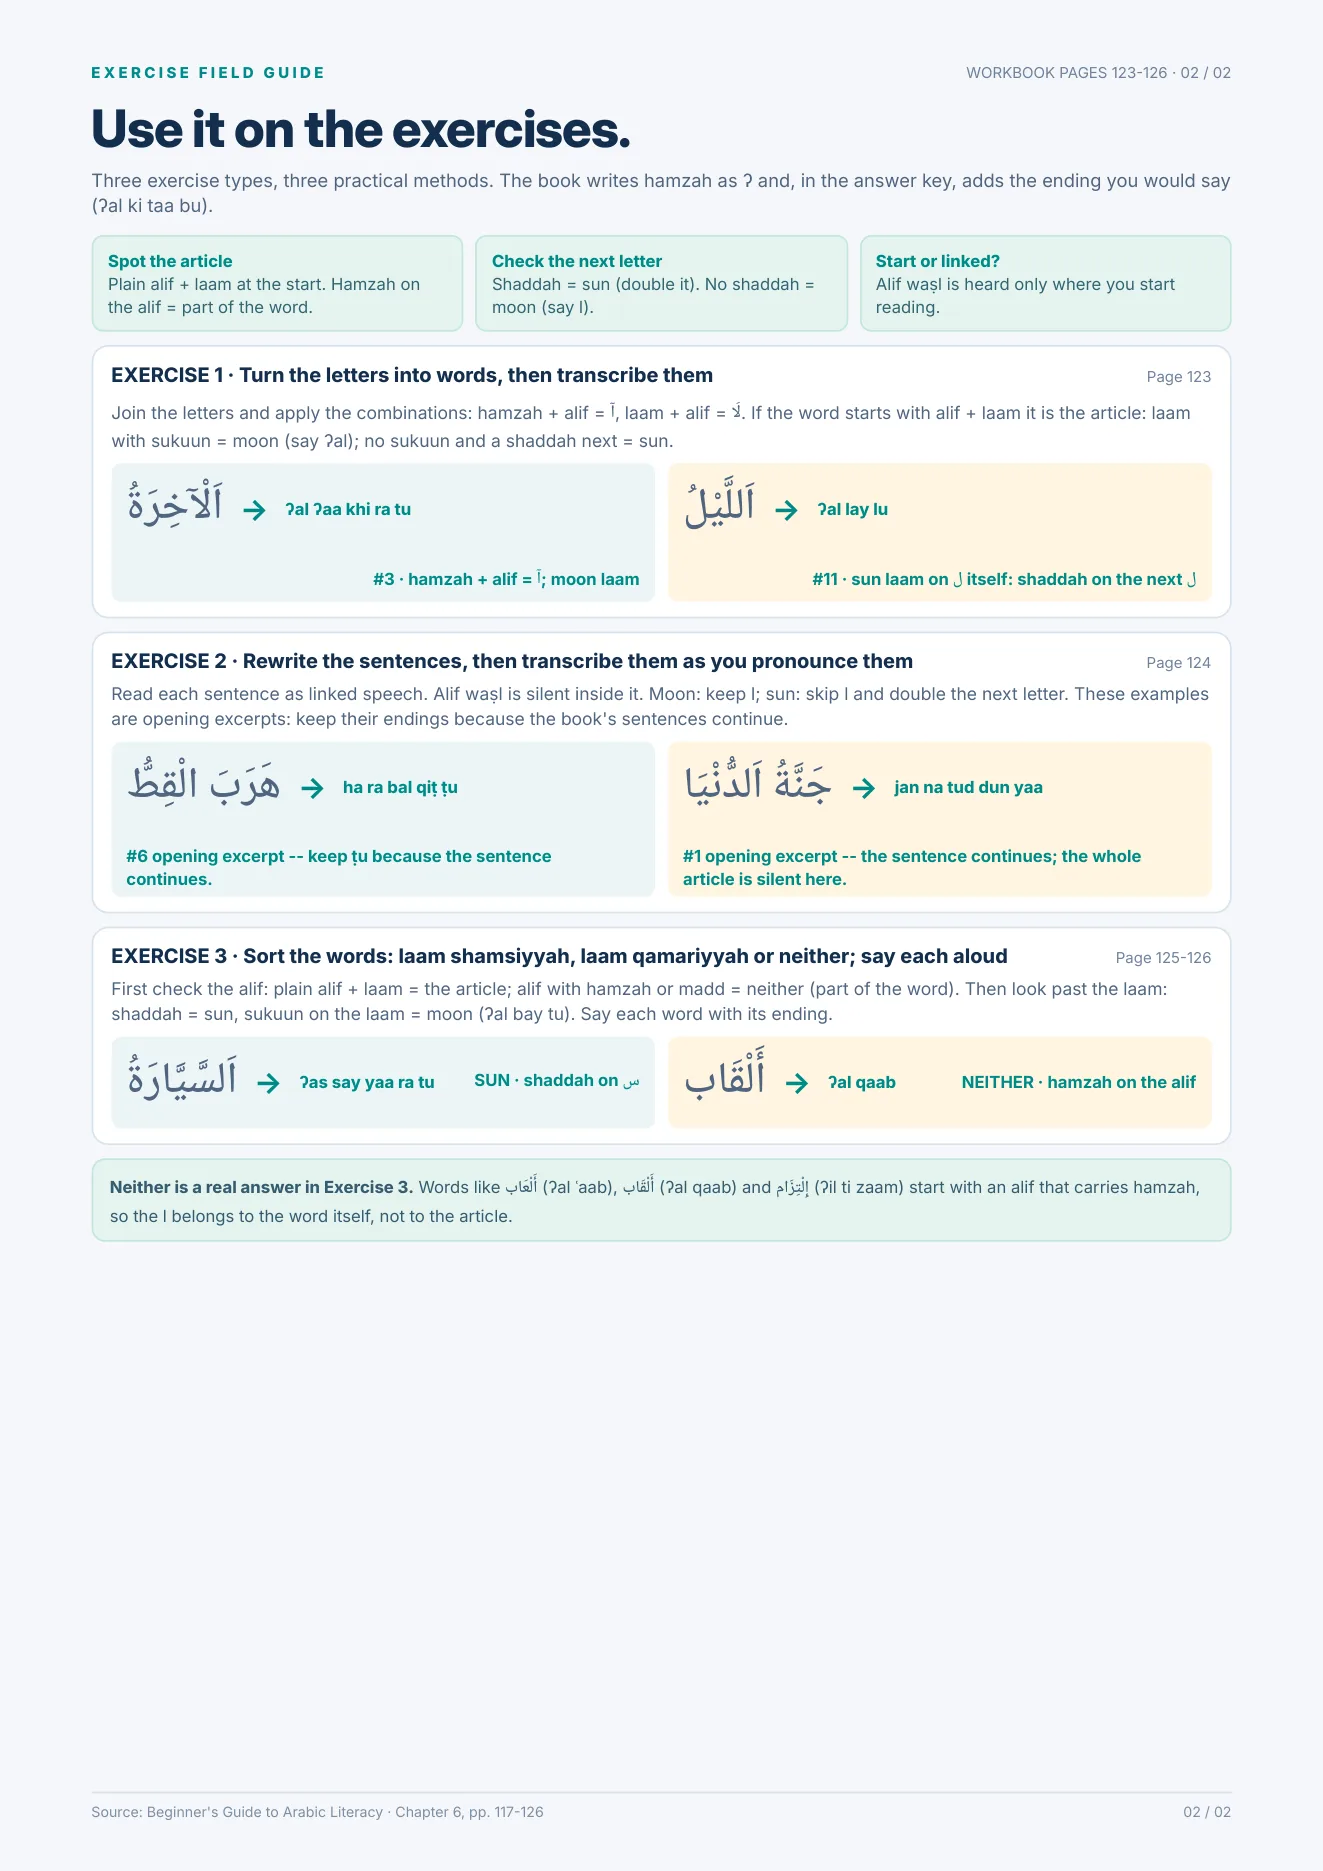 EXERCISE FIELD GUIDE
WORKBOOK PAGES 123-126 · 02 / 02
Use it on the exercises.
Three exercise types, three practical methods. The book writes hamzah as ʔ and, in the answer key, adds the ending you would say
(ʔal ki taa bu).
Spot the article
Plain alif + laam at the start. Hamzah on
the alif = part of the word.
Check the next letter
Shaddah = sun (double it). No shaddah =
moon (say l).
Start or linked?
Alif waṣl is heard only where you start
reading.
EXERCISE 1 · Turn the letters into words, then transcribe them
Page 123
Join the letters and apply the combinations: hamzah + alif = آ, laam + alif = لَا. If the word starts with alif + laam it is the article: laam
with sukuun = moon (say ʔal); no sukuun and a shaddah next = sun.
اَلْآخِرَةُ → ʔal ʔaa khi ra tu
#3 · hamzah + alif = آ; moon laam
اَللَّيْلُ → ʔal lay lu
#11 · sun laam on ل itself: shaddah on the next ل
EXERCISE 2 · Rewrite the sentences, then transcribe them as you pronounce them
Page 124
Read each sentence as linked speech. Alif waṣl is silent inside it. Moon: keep l; sun: skip l and double the next letter. These examples
are opening excerpts: keep their endings because the book's sentences continue.
هَرَبَ الْقِطُّ → ha ra bal qiṭ ṭu
#6 opening excerpt -- keep ṭu because the sentence
continues.
جَنَّةُ اَلدُّنْيَا → jan na tud dun yaa
#1 opening excerpt -- the sentence continues; the whole
article is silent here.
EXERCISE 3 · Sort the words: laam shamsiyyah, laam qamariyyah or neither; say each aloud
Page 125-126
First check the alif: plain alif + laam = the article; alif with hamzah or madd = neither (part of the word). Then look past the laam:
shaddah = sun, sukuun on the laam = moon (ʔal bay tu). Say each word with its ending.
اَلسَّيَّارَةُ → ʔas say yaa ra tu SUN · shaddah on س
أَلْقَاب → ʔal qaab NEITHER · hamzah on the alif
Neither is a real answer in Exercise 3. Words like أَلْعَاب (ʔal ˈaab), أَلْقَاب (ʔal qaab) and إِلْتِزَام (ʔil ti zaam) start with an alif that carries hamzah,
so the l belongs to the word itself, not to the article.
Source: Beginner's Guide to Arabic Literacy · Chapter 6, pp. 117-126
02 / 02